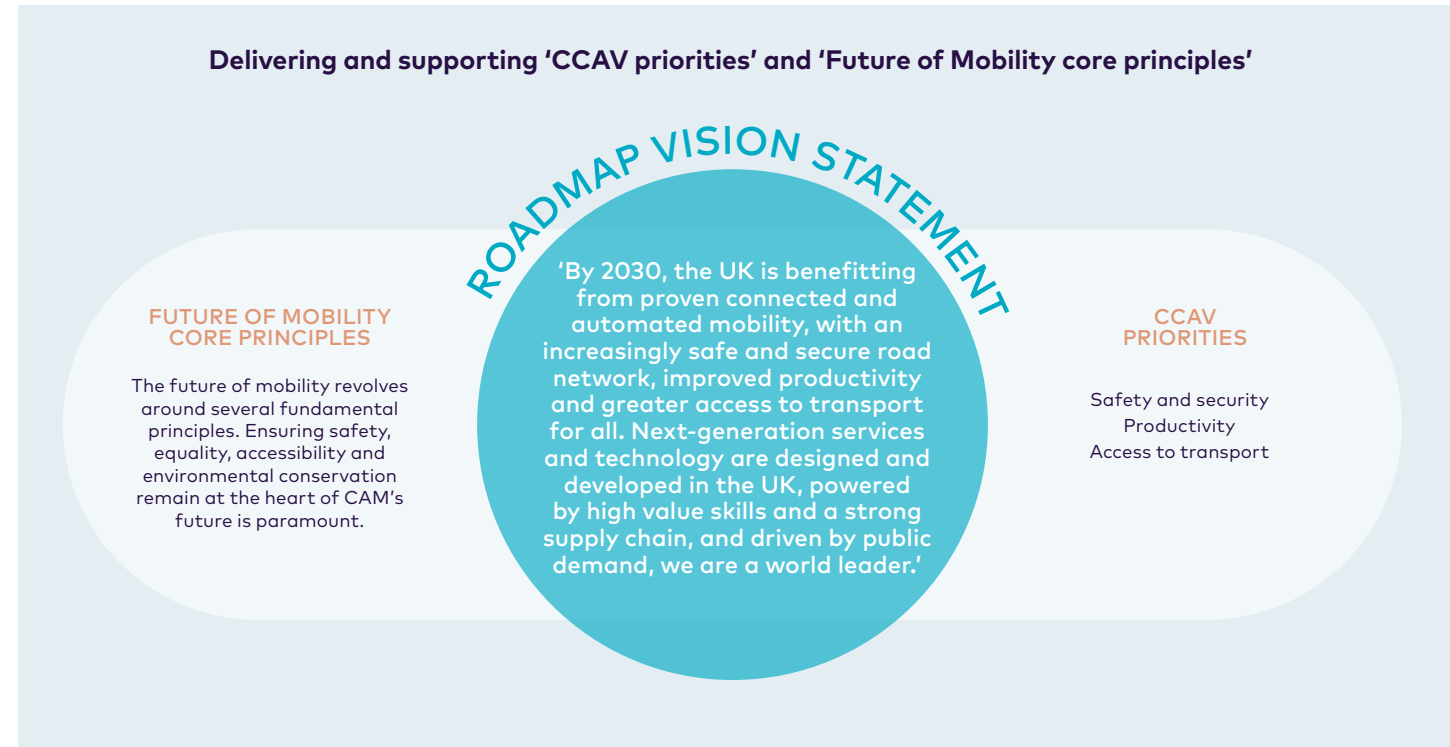 Delivering and supporting ‘CCAV priorities’ and ‘Future of Mobility core principles’
ROADMAP VISION STATEMENT
FUTURE OF MOBILITY
CORE PRINCIPLES
The future of mobility revolves
around several fundamental
principles. Ensuring safety,
equality, accessibility and
environmental conservation
remain at the heart of CAM’s
future is paramount.
‘By 2030, the UK is benefitting
from proven connected and
automated mobility, with an
increasingly safe and secure road
network, improved productivity
and greater access to transport
for all. Next-generation services
and technology are designed and
developed in the UK, powered
by high value skills and a strong
supply chain, and driven by public
demand, we are a world leader.’
CCAV
PRIORITIES
Safety and security
Productivity
Access to transport